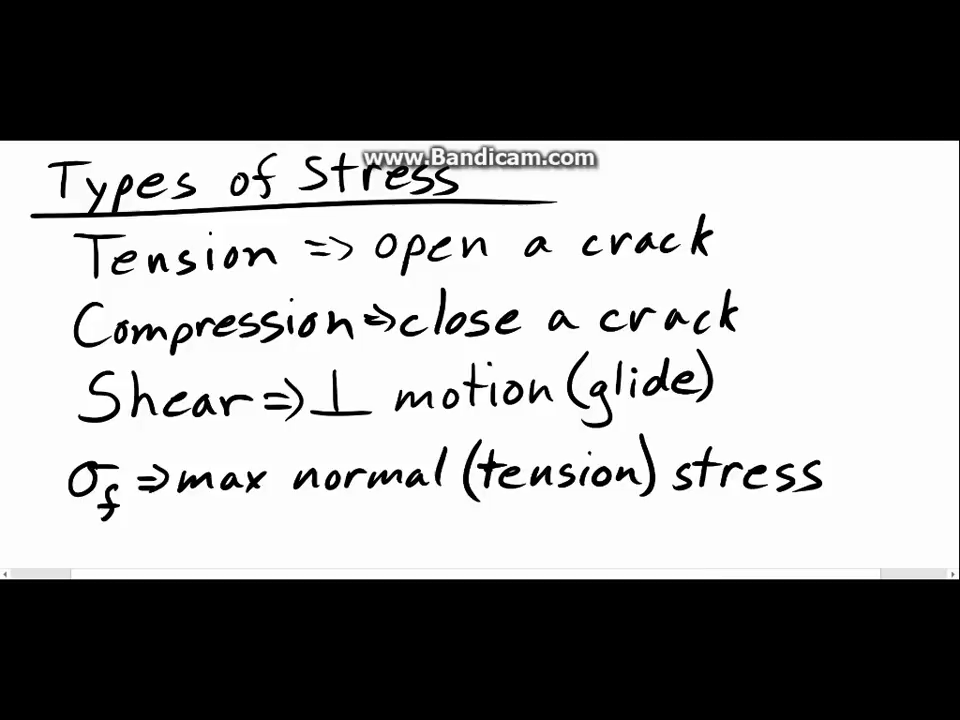 www.Bandicam.com
Types of Stress
Tension => open a crack
Compression => close a crack
Shear => ⊥ motion (glide)
σf => max normal (tension) stress